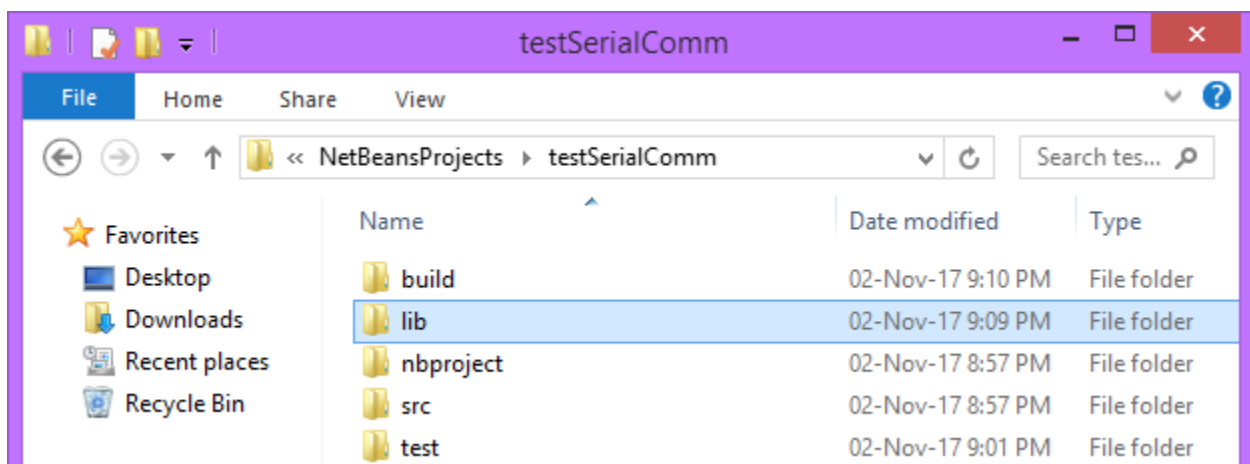 testSerialComm
File Home Share View
« NetBeansProjects testSerialComm Search tes...
Favorites
Desktop
Downloads
Recent places
Recycle Bin
Name Date modified Type
build 02-Nov-17 9:10 PM File folder
lib 02-Nov-17 9:09 PM File folder
nbproject 02-Nov-17 8:57 PM File folder
src 02-Nov-17 8:57 PM File folder
test 02-Nov-17 9:01 PM File folder